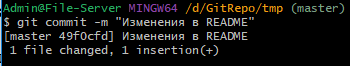 Admin@File-Server MINGW64 /d/GitRepo/tmp (master)
$ git commit -m "Изменения в README"
[master 49f0cfd] Изменения в README
 1 file changed, 1 insertion(+)